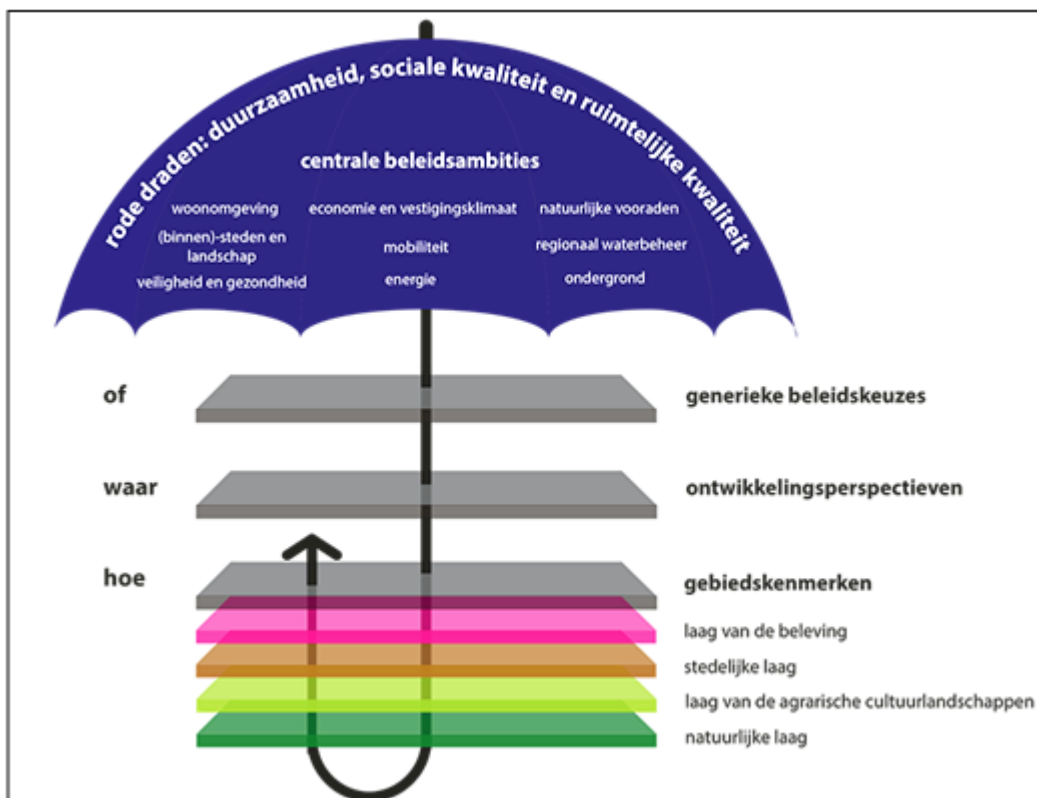 rode draden: duurzaamheid, sociale kwaliteit en ruimtelijke kwaliteit
centrale beleidsambities
woonomgeving
economie en vestigingsklimaat
natuurlijke vooraden
(binnen)-steden en
landschap
mobiliteit
regionaal waterbeheer
veiligheid en gezondheid
energie
ondergrond
of
generieke beleidskeuzes
waar
ontwikkelingsperspectieven
hoe
gebiedskenmerken
laag van de beleving
stedelijke laag
laag van de agrarische cultuurlandschappen
natuurlijke laag